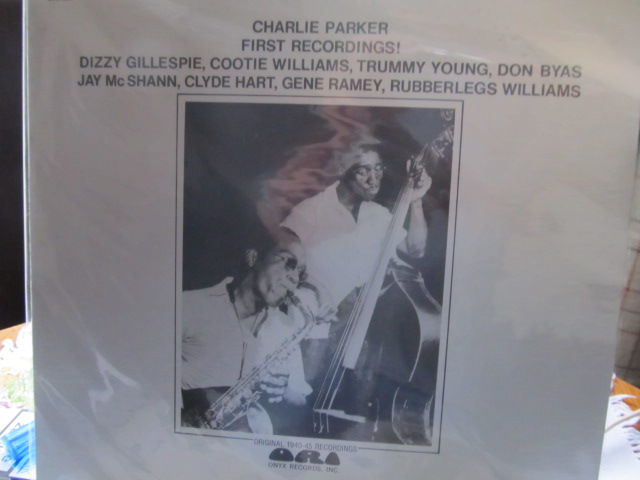 CHARLIE PARKER
FIRST RECORDINGS!
DIZZY GILLESPIE, COOTIE WILLIAMS, TRUMMY YOUNG, DON BYAS
JAY McSHANN, CLYDE HART, GENE RAMEY, RUBBERLEGS WILLIAMS
ORIGINAL 1940-45 RECORDINGS
ORI
ONYX RECORDS, INC.